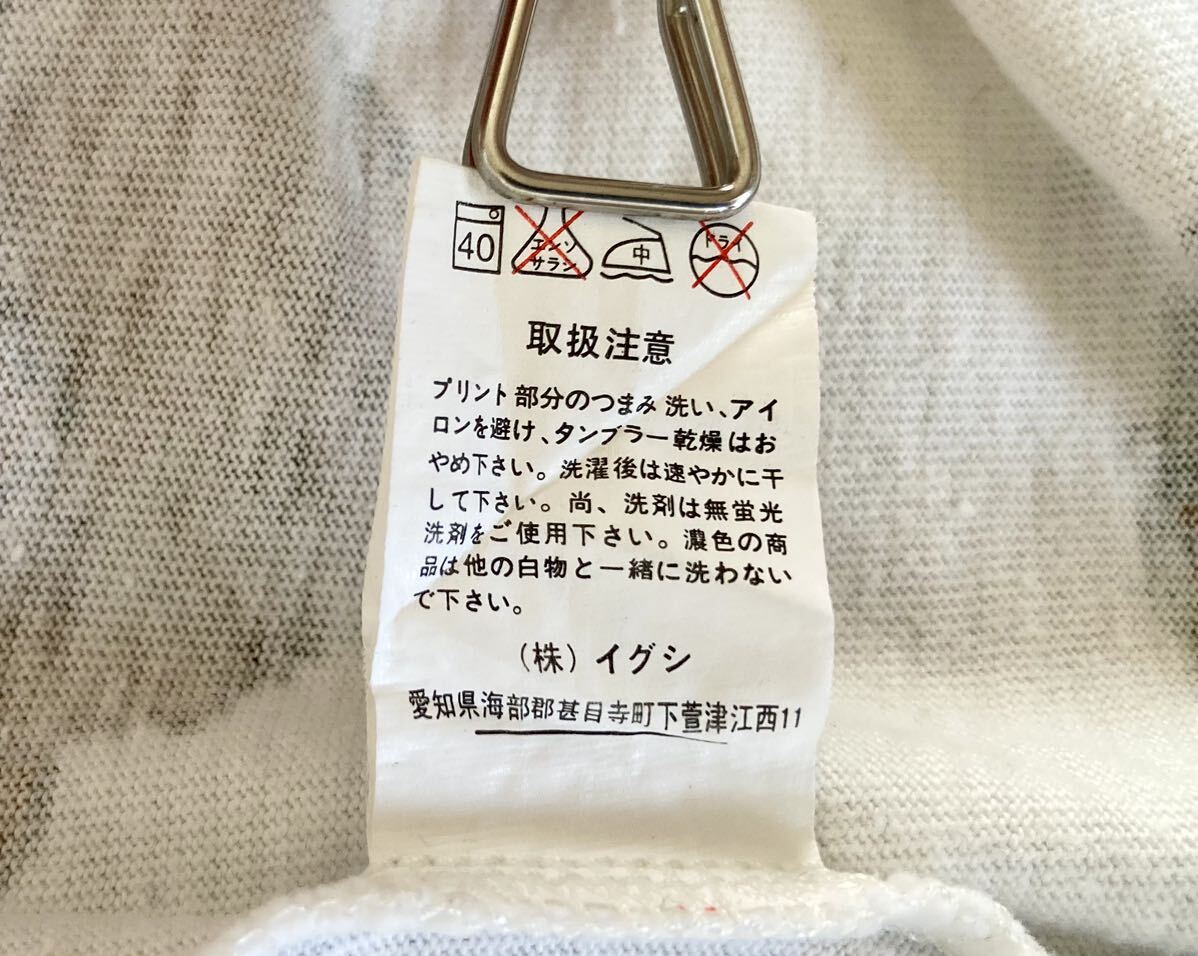 40 エンソ 中 ドライ
サラシ
取扱注意
プリント部分のつまみ洗い、アイ
ロンを避け、タンブラー乾燥はお
やめ下さい。洗濯後は速やかに干
して下さい。尚、洗剤は無蛍光
洗剤をご使用下さい。濃色の商
品は他の白物と一緒に洗わない
で下さい。
(株)イグシ
愛知県海部郡甚目寺町下萱津江西11